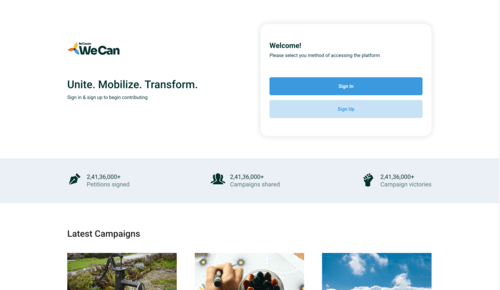 WeCan
Unite. Mobilize. Transform.
Sign in & sign up to begin contributing
Welcome!
Please select you method of accessing the platform
Sign In
Sign Up
2,41,36,000+
Petitions signed
2,41,36,000+
Campaigns shared
2,41,36,000+
Campaign victories
Latest Campaigns